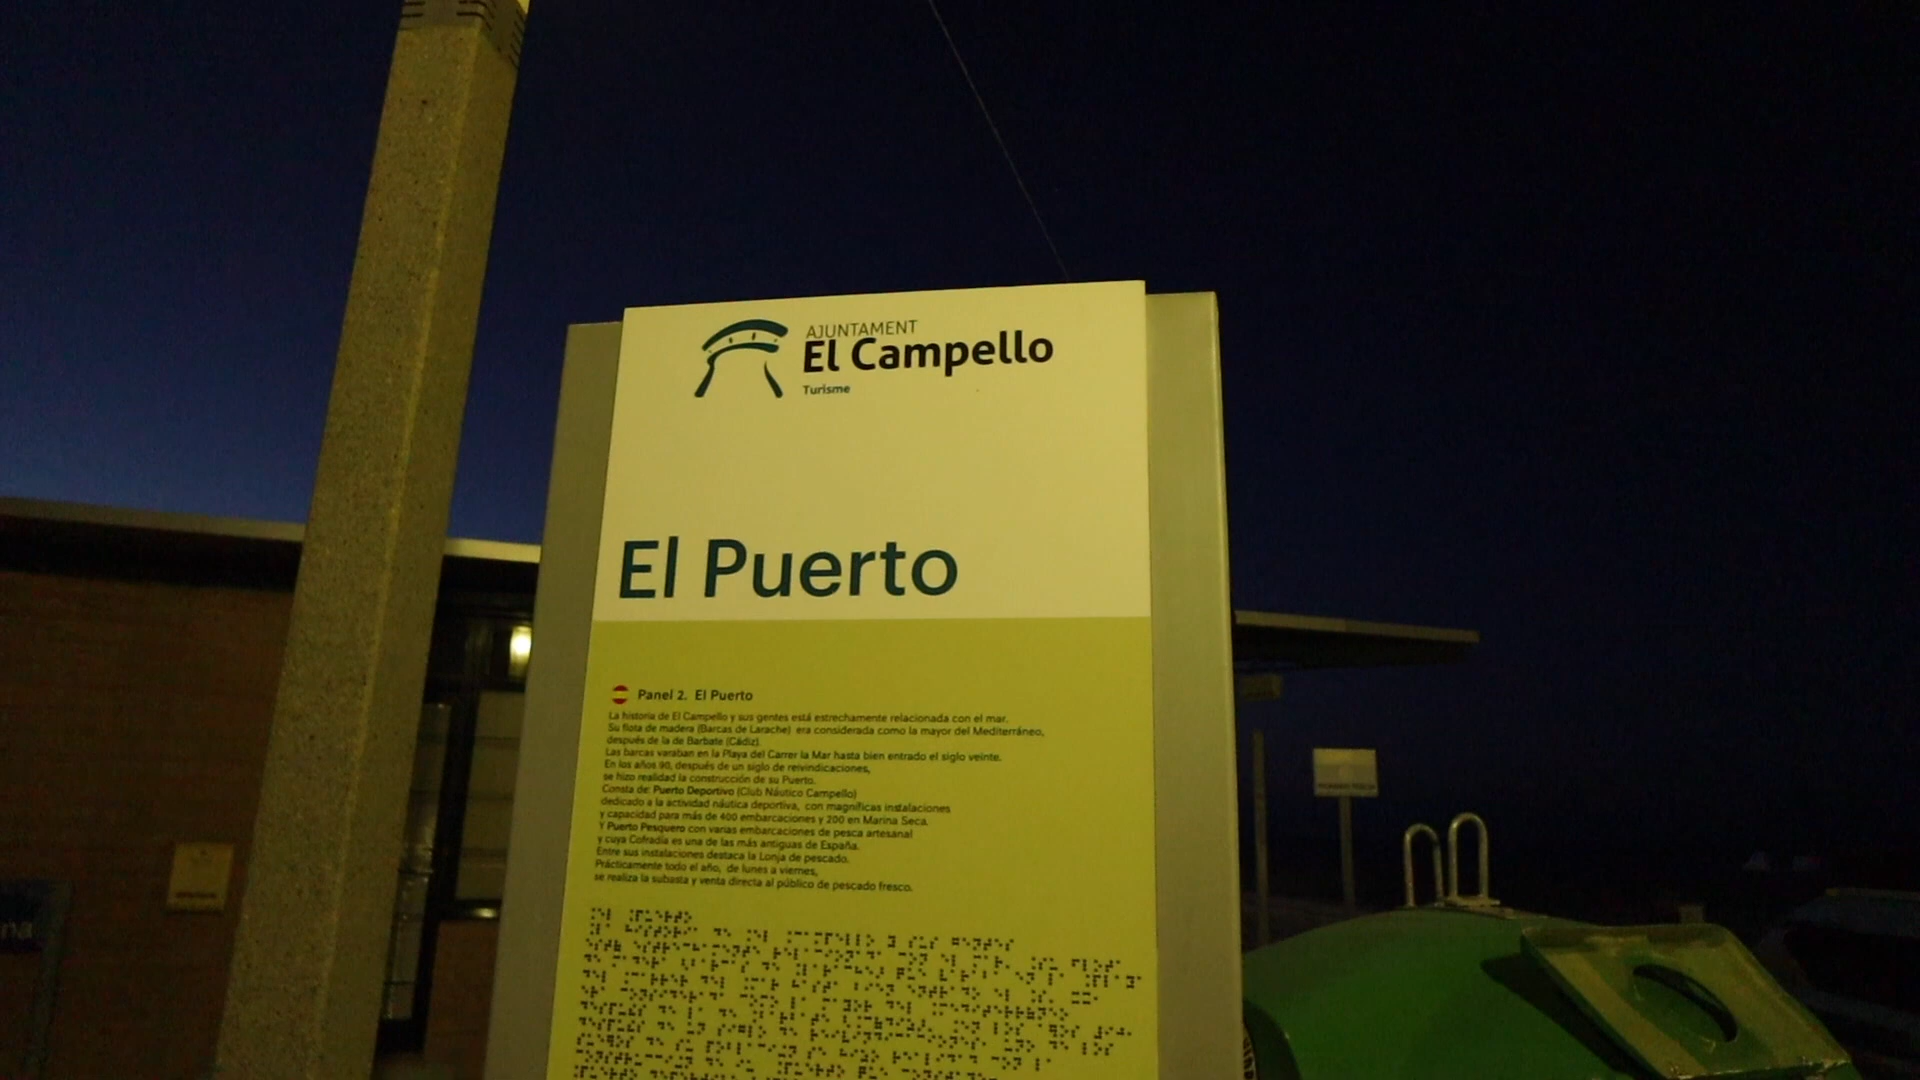 AJUNTAMENT
El Campello
Turisme
El Puerto
Panel 2. El Puerto
La historia de El Campello y sus gentes está estrechamente relacionada con el mar.
Su flota de madera (Barcas de Larache) era considerada como la mayor del Mediterráneo,
después de la de Barbate (Cádiz).
Las barcas varaban en la Playa del Carrer la Mar hasta bien entrado el siglo veinte.
En los años 90, después de un siglo de reivindicaciones,
se hizo realidad la construcción de su Puerto.
Consta de: Puerto Deportivo (Club Náutico Campello)
dedicado a la actividad náutica deportiva, con magníficas instalaciones
y capacidad para más de 400 embarcaciones y 200 en Marina Seca.
Y Puerto Pesquero con varias embarcaciones de pesca artesanal
y cuya Cofradía es una de las más antiguas de España.
Entre sus instalaciones destaca la Lonja de pescado.
Prácticamente todo el año, de lunes a viernes,
se realiza la subasta y venta directa al público de pescado fresco.